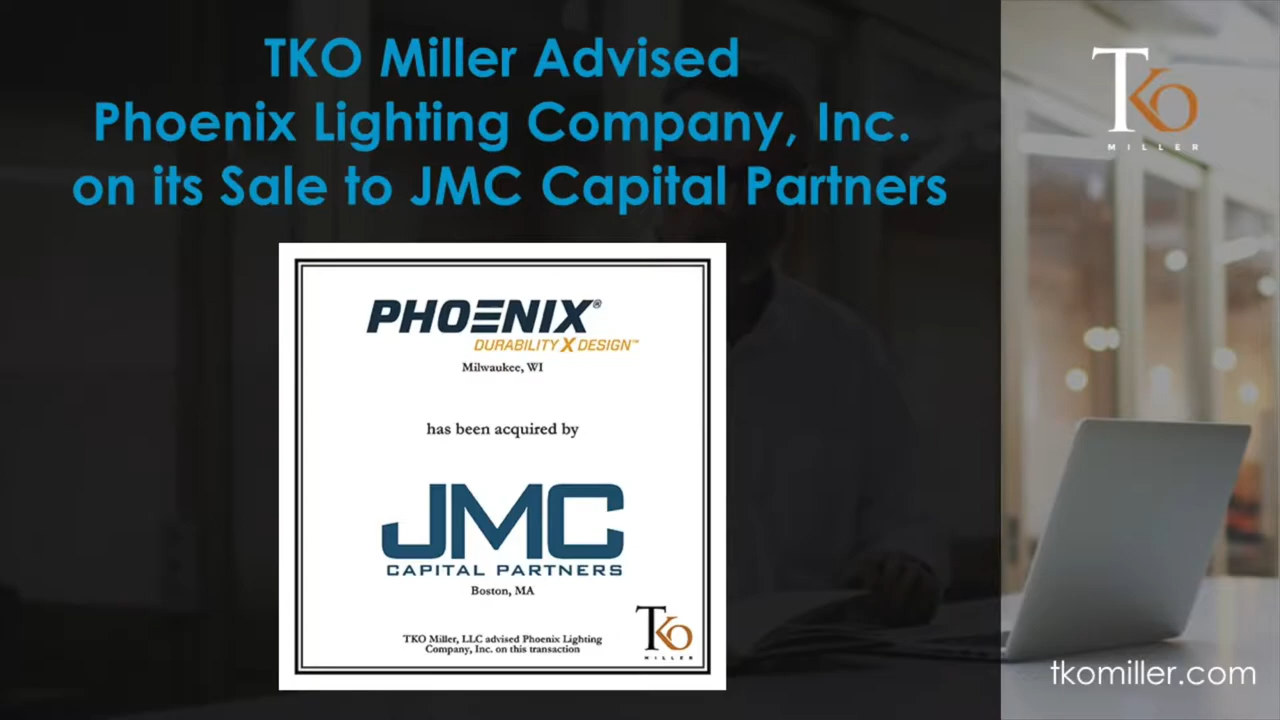 TKO Miller Advised
Phoenix Lighting Company, Inc.
on its Sale to JMC Capital Partners
TKO
MILLER
PHOENIX®
DURABILITY X DESIGN™
Milwaukee, WI
has been acquired by
JMC
CAPITAL PARTNERS
Boston, MA
TKO Miller, LLC advised Phoenix Lighting
Company, Inc. on this transaction
TKO
MILLER
tkomiller.com